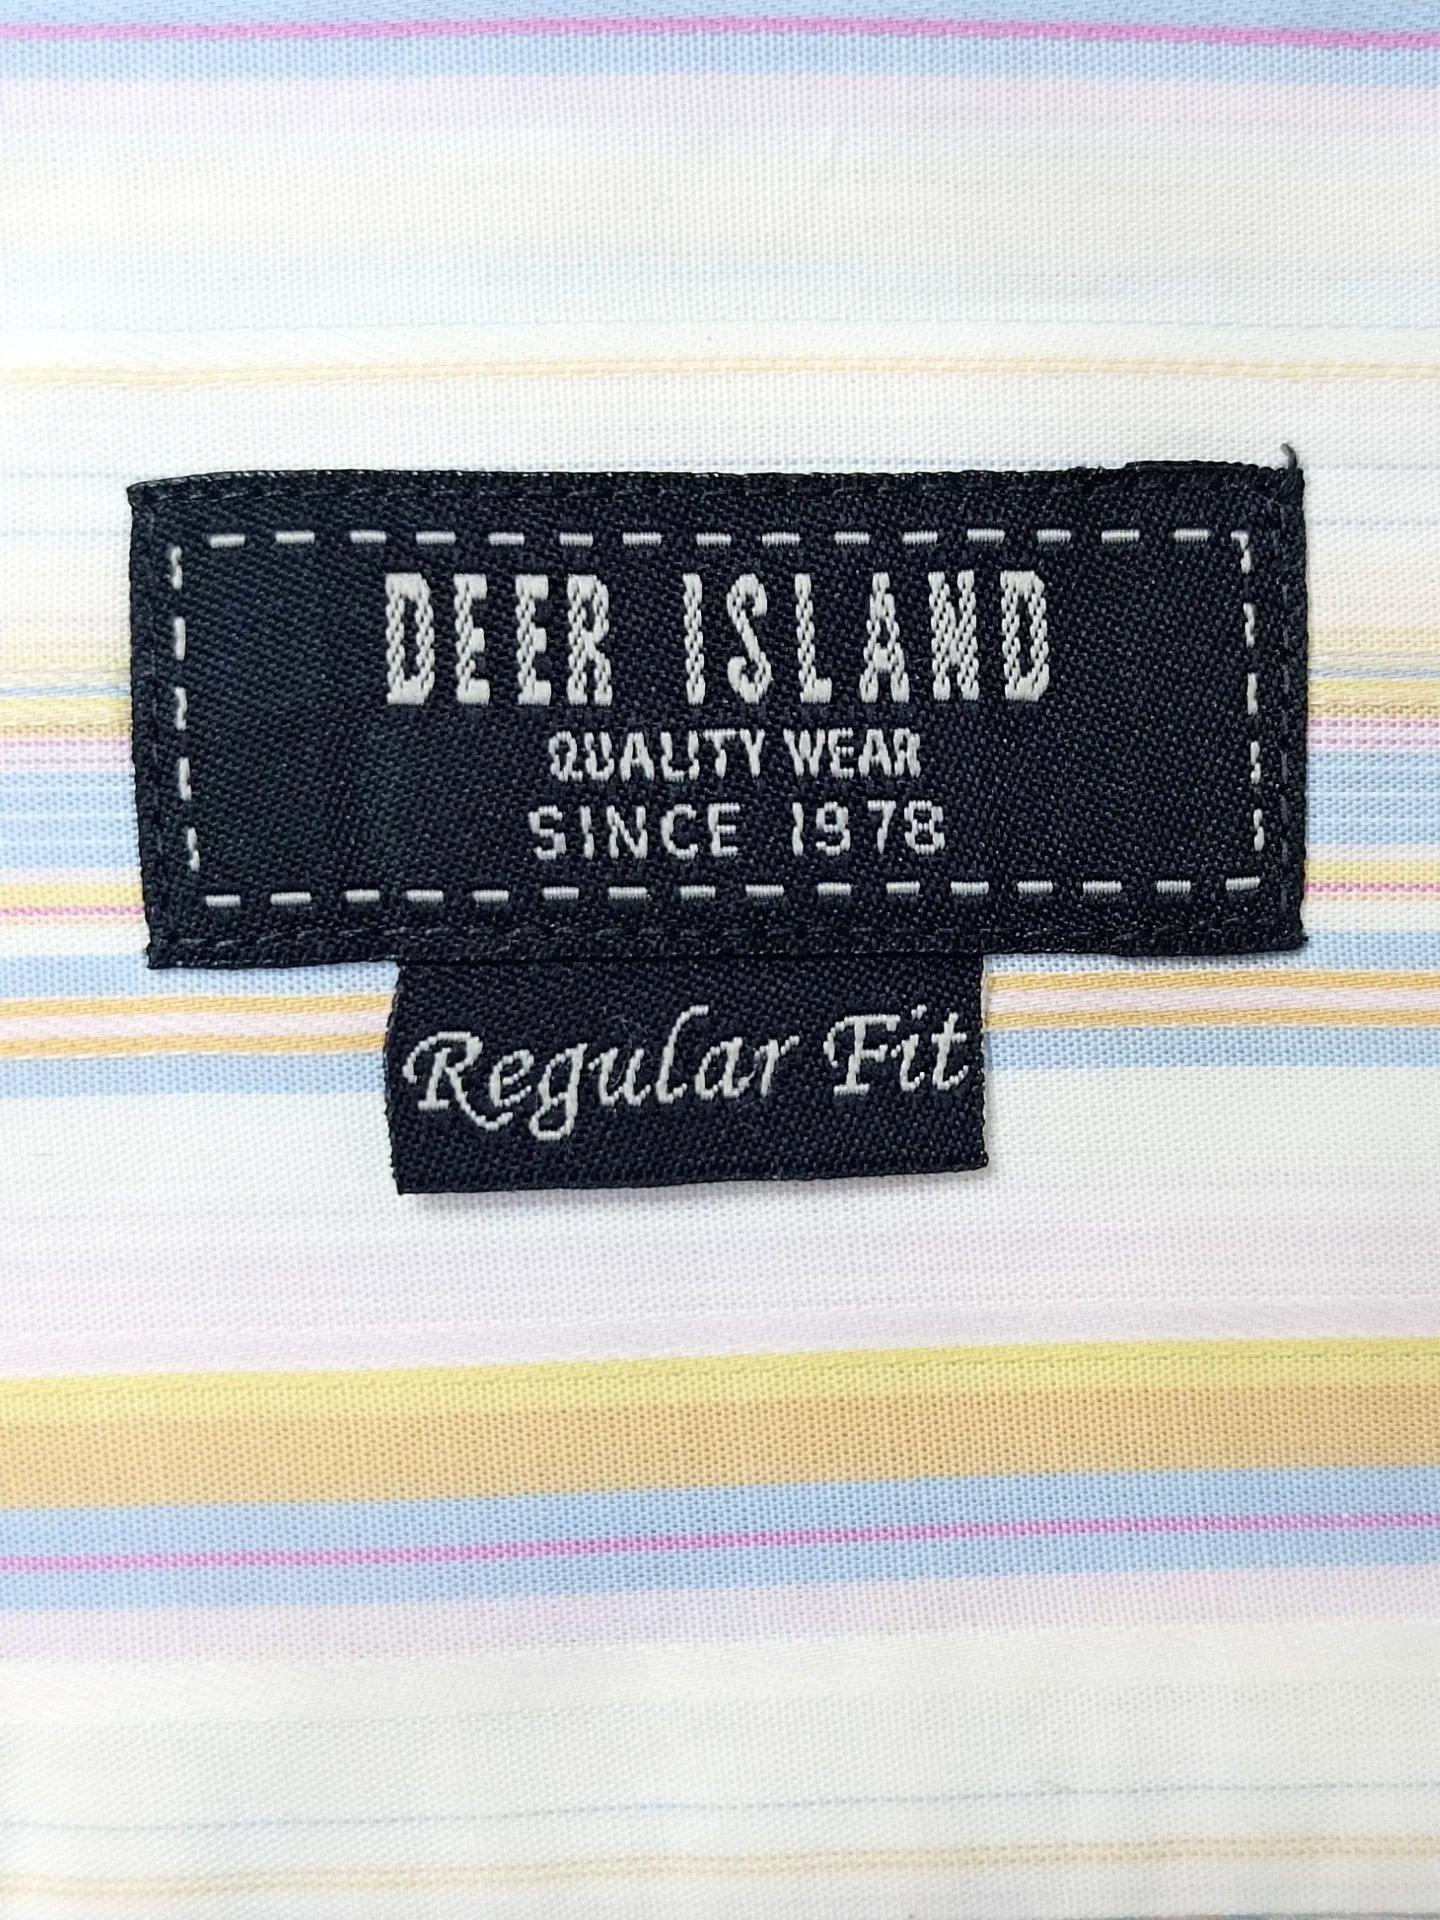 DEER ISLAND
QUALITY WEAR
SINCE 1978
Regular Fit